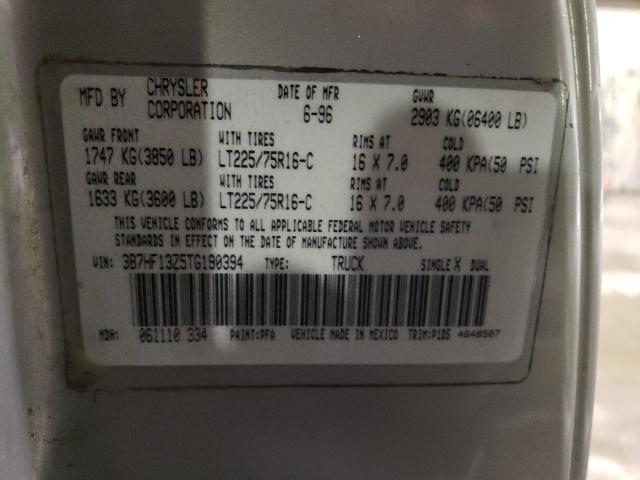 MFD BY CHRYSLER CORPORATION DATE OF MFR 6-96 GVWR 2903 KG(06400 LB)
GAWR FRONT WITH TIRES RIMS AT COLD
1747 KG(3850 LB) LT225/75R16-C 16 X 7.0 400 KPA(50 PSI
GAWR REAR WITH TIRES RIMS AT COLD
1633 KG(3600 LB) LT225/75R16-C 16 X 7.0 400 KPA(50 PSI
THIS VEHICLE CONFORMS TO ALL APPLICABLE FEDERAL MOTOR VEHICLE SAFETY
STANDARDS IN EFFECT ON THE DATE OF MANUFACTURE SHOWN ABOVE.
VIN: 3B7HF13Z5TG190394 TYPE: TRUCK SINGLE X DUAL
MDH: 061110 334 PAINT:PFA VEHICLE MADE IN MEXICO TRIM:P1D5 4648507